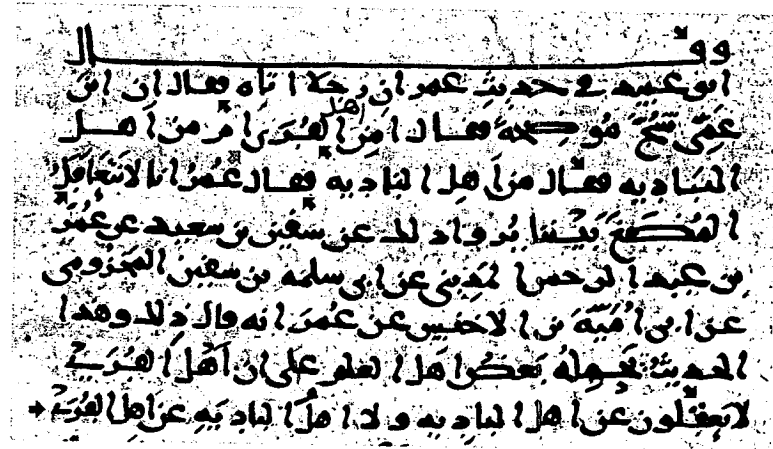 وقال
ابو عبيد في حديث عمر ان رجلا اتاه فقال ان ابن
عمي شج موضحة فقال امن اهل القرى ام من اهل
البادية فقال من اهل البادية فقال عمر انا لا نتعاقل
المضغ بيننا يروى ذلك عن سفين بن سعيد عن عمر
بن عبد الرحمن المديني عن ابي سلمة بن سفين المخزومي
عن ابي امية بن الاخنس عن عمر انه قال ذلك وهذا
الحديث يحمله بعض اهل العلم على ان اهل القرى
لا يعقلون عن اهل البادية ولا اهل البادية عن اهل القرى